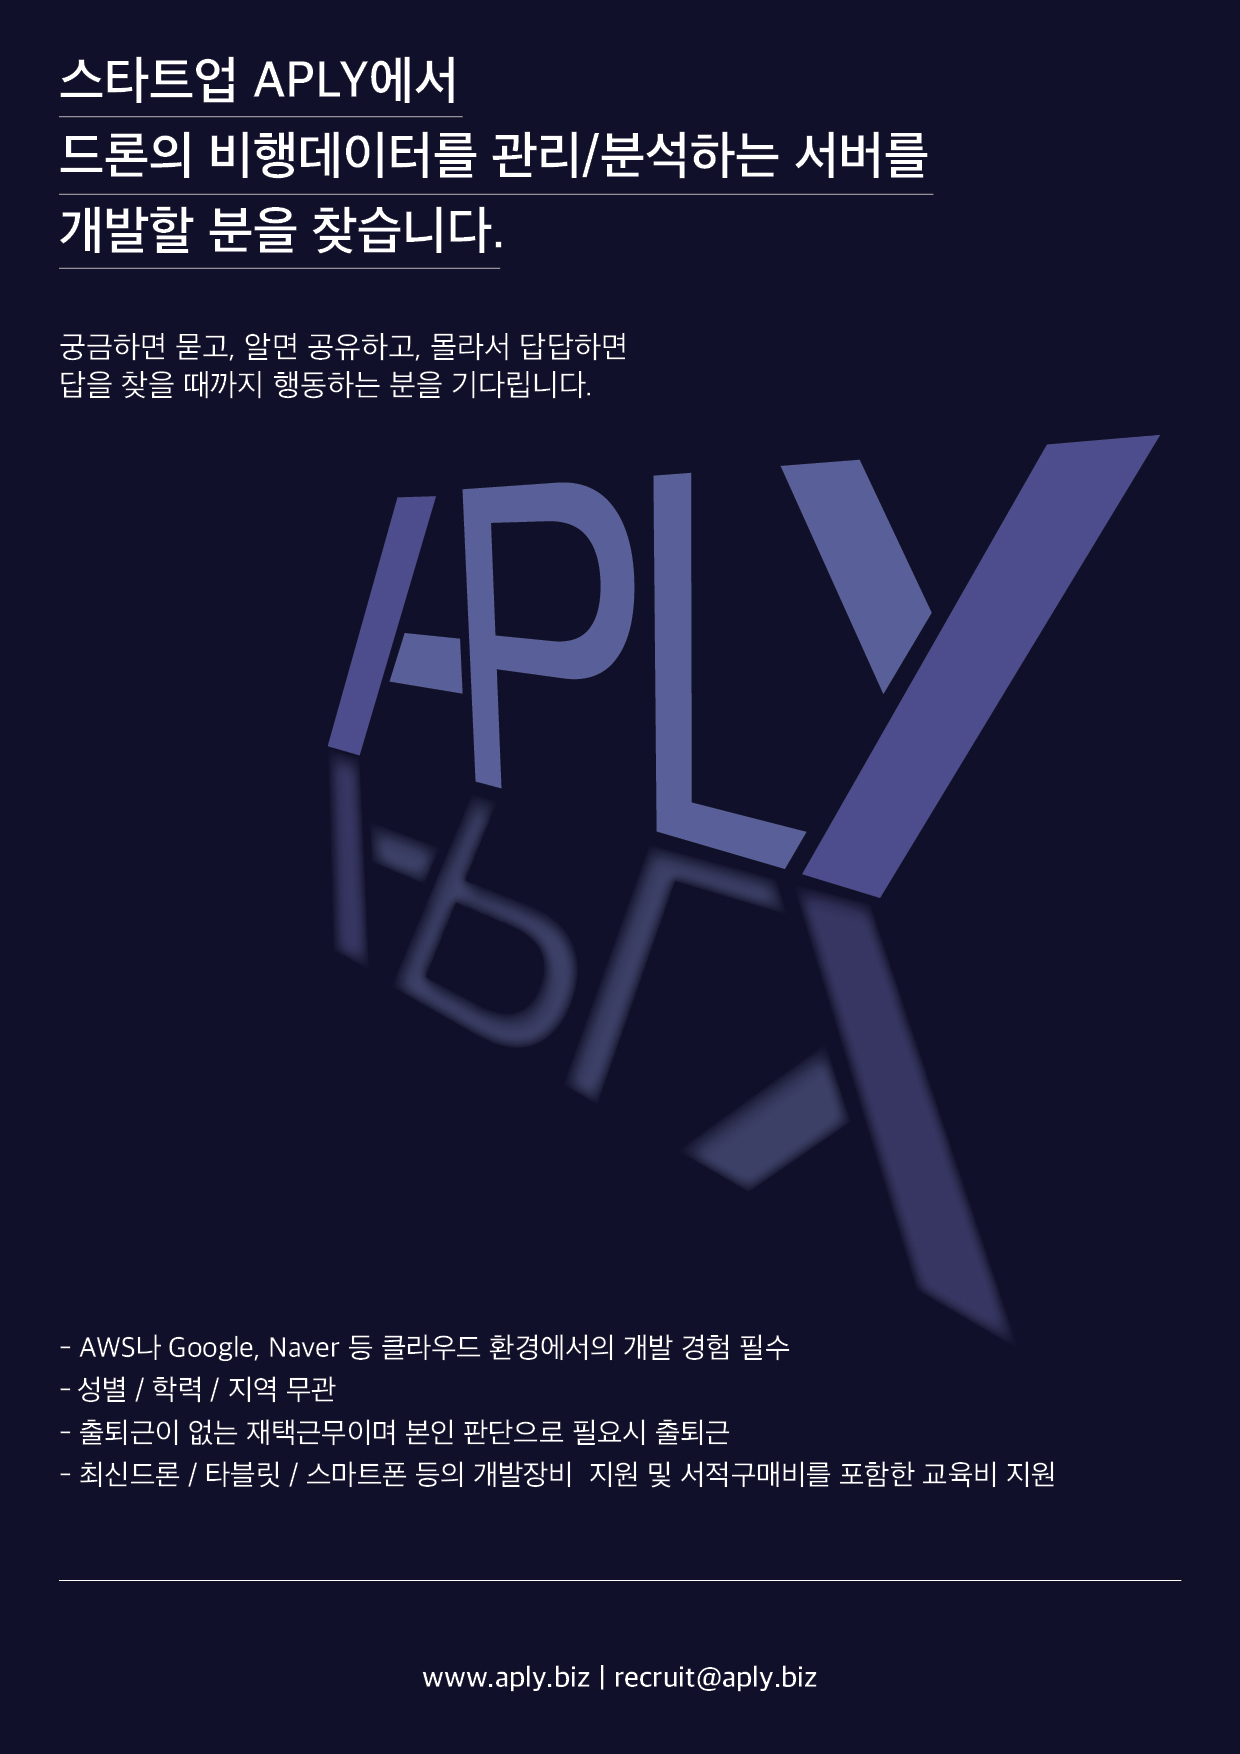 스타트업 APLY에서
드론의 비행데이터를 관리/분석하는 서버를
개발할 분을 찾습니다.
궁금하면 묻고, 알면 공유하고, 몰라서 답답하면
답을 찾을 때까지 행동하는 분을 기다립니다.
APLY
- AWS나 Google, Naver 등 클라우드 환경에서의 개발 경험 필수
- 성별 / 학력 / 지역 무관
- 출퇴근이 없는 재택근무이며 본인 판단으로 필요시 출퇴근
- 최신드론 / 타블릿 / 스마트폰 등의 개발장비  지원 및 서적구매비를 포함한 교육비 지원
www.aply.biz | recruit@aply.biz